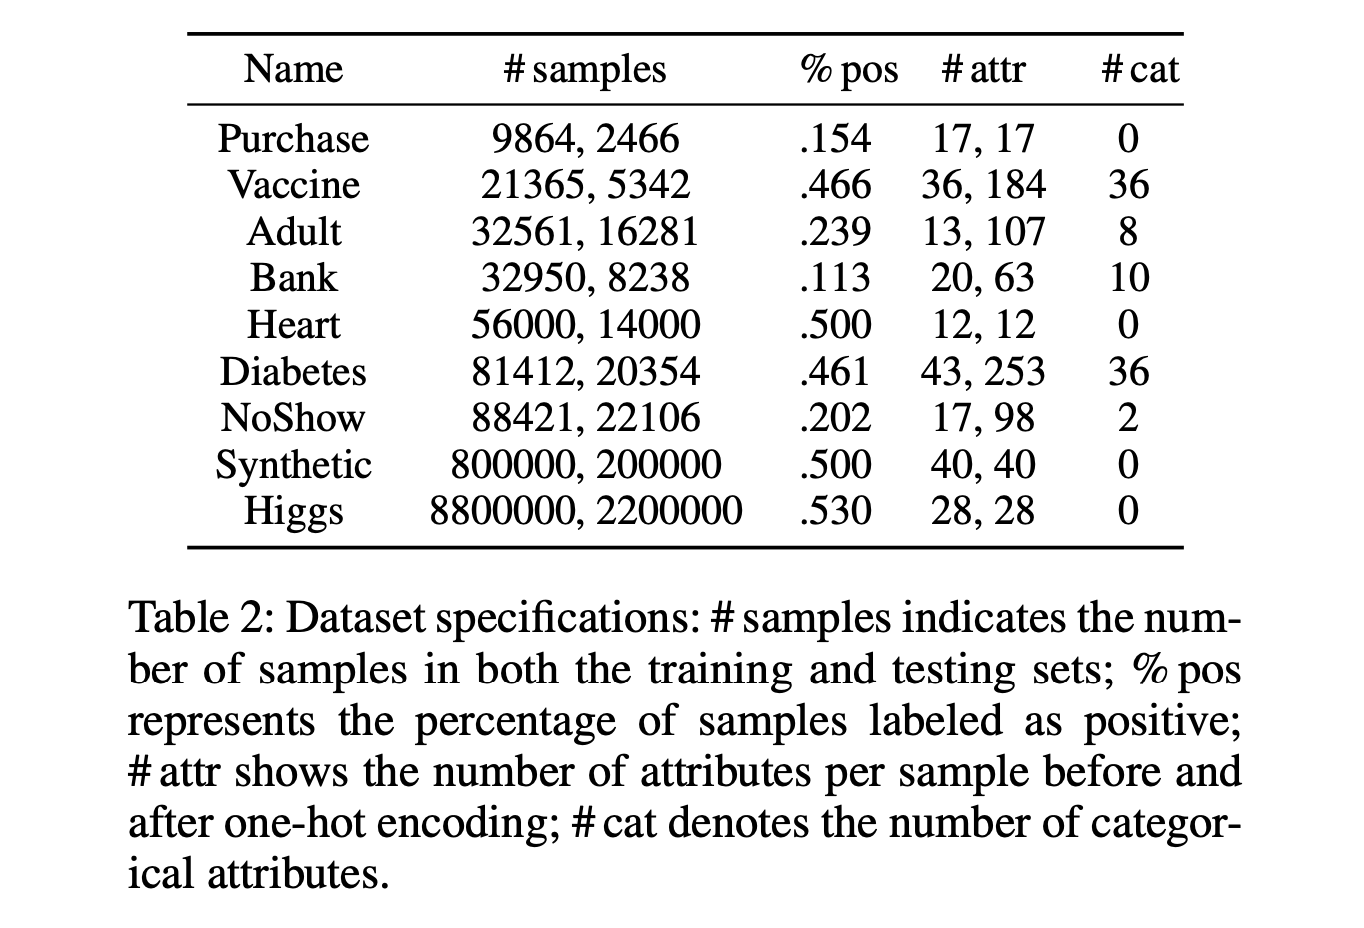 Name # samples % pos # attr # cat
Purchase 9864, 2466 .154 17, 17 0
Vaccine 21365, 5342 .466 36, 184 36
Adult 32561, 16281 .239 13, 107 8
Bank 32950, 8238 .113 20, 63 10
Heart 56000, 14000 .500 12, 12 0
Diabetes 81412, 20354 .461 43, 253 36
NoShow 88421, 22106 .202 17, 98 2
Synthetic 800000, 200000 .500 40, 40 0
Higgs 8800000, 2200000 .530 28, 28 0
Table 2: Dataset specifications: # samples indicates the num-
ber of samples in both the training and testing sets; % pos
represents the percentage of samples labeled as positive;
# attr shows the number of attributes per sample before and
after one-hot encoding; # cat denotes the number of categor-
ical attributes.